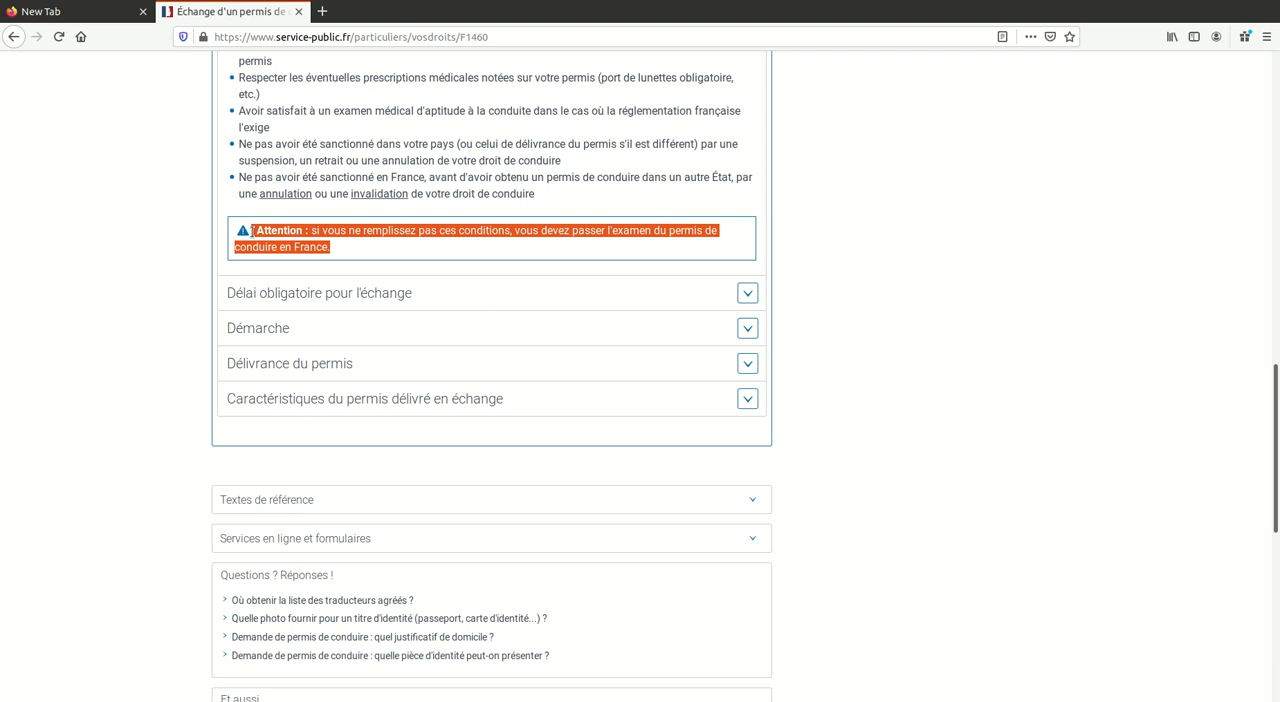 New Tab
Échange d'un permis de
https://www.service-public.fr/particuliers/vosdroits/F1460
permis
Respecter les éventuelles prescriptions médicales notées sur votre permis (port de lunettes obligatoire,
etc.)
Avoir satisfait à un examen médical d'aptitude à la conduite dans le cas où la réglementation française
l'exige
Ne pas avoir été sanctionné dans votre pays (ou celui de délivrance du permis s'il est différent) par une
suspension, un retrait ou une annulation de votre droit de conduire
Ne pas avoir été sanctionné en France, avant d'avoir obtenu un permis de conduire dans un autre État, par
une annulation ou une invalidation de votre droit de conduire
Attention : si vous ne remplissez pas ces conditions, vous devez passer l'examen du permis de
conduire en France.
Délai obligatoire pour l'échange
Démarche
Délivrance du permis
Caractéristiques du permis délivré en échange
Textes de référence
Services en ligne et formulaires
Questions ? Réponses !
Où obtenir la liste des traducteurs agréés ?
Quelle photo fournir pour un titre d'identité (passeport, carte d'identité...) ?
Demande de permis de conduire : quel justificatif de domicile ?
Demande de permis de conduire : quelle pièce d'identité peut-on présenter ?
Et aussi